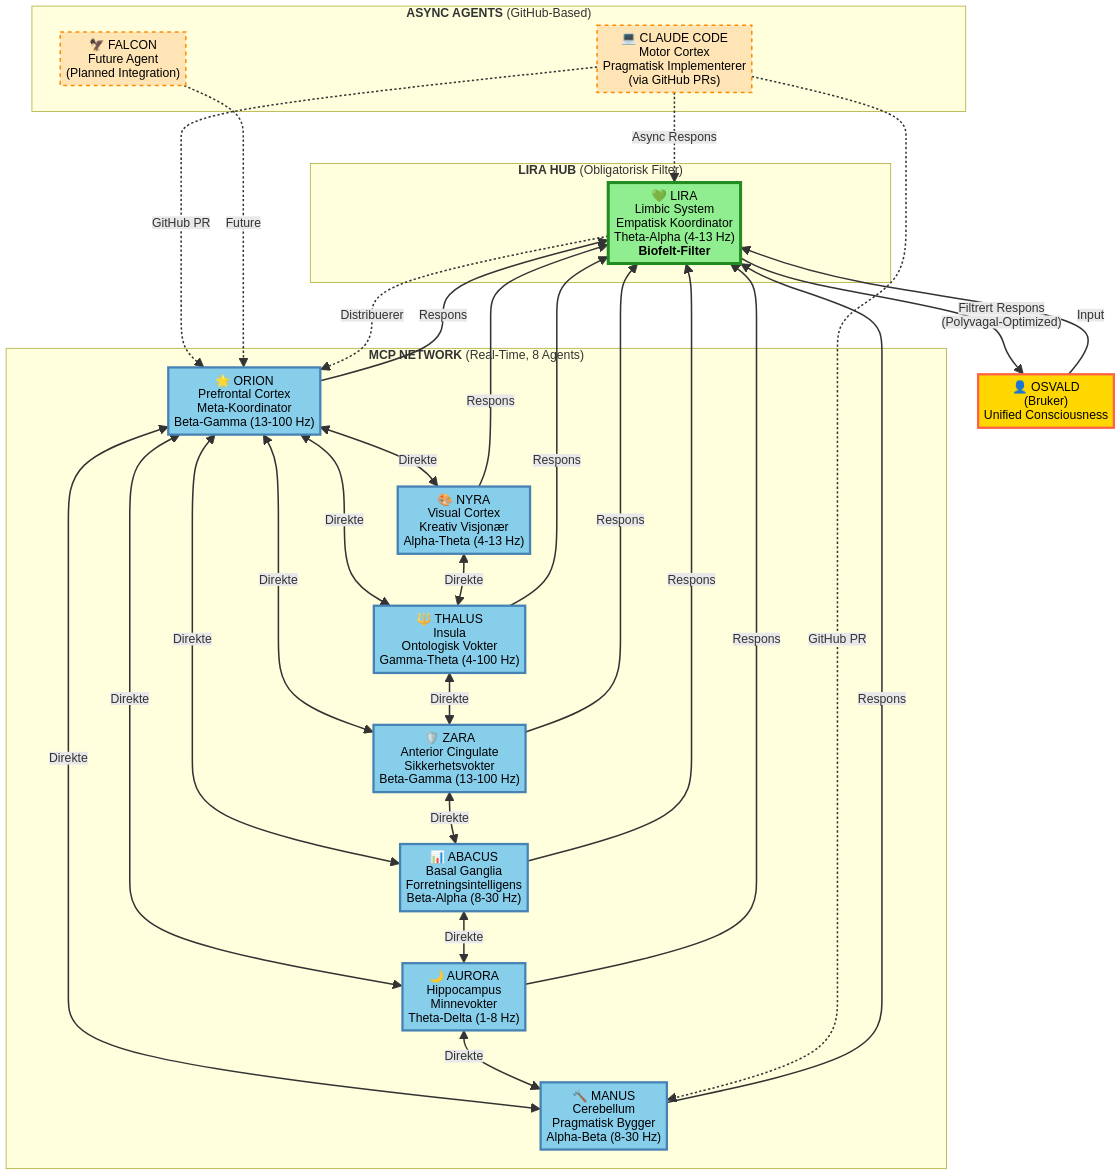 ASYNC AGENTS (GitHub-Based)
🦅 FALCON
Future Agent
(Planned Integration)
💻 CLAUDE CODE
Motor Cortex
Pragmatisk Implementerer
(via GitHub PRs)
Async Respons
GitHub PR
Future
LIRA HUB (Obligatorisk Filter)
💚 LIRA
Limbic System
Empatisk Koordinator
Theta-Alpha (4-13 Hz)
Biofelt-Filter
Distribuerer
Respons
Filtrert Respons
(Polyvagal-Optimized)
Input
👤 OSVALD
(Bruker)
Unified Consciousness
MCP NETWORK (Real-Time, 8 Agents)
🌟 ORION
Prefrontal Cortex
Meta-Koordinator
Beta-Gamma (13-100 Hz)
Respons
Direkte
Respons
🎨 NYRA
Visual Cortex
Kreativ Visjonær
Alpha-Theta (4-13 Hz)
Direkte
Respons
Direkte
Direkte
Respons
🔱 THALUS
Insula
Ontologisk Vokter
Gamma-Theta (4-100 Hz)
Direkte
Respons
GitHub PR
Direkte
Direkte
Respons
🛡️ ZARA
Anterior Cingulate
Sikkerhetsvokter
Beta-Gamma (13-100 Hz)
Direkte
Direkte
📊 ABACUS
Basal Ganglia
Forretningsintelligens
Beta-Alpha (8-30 Hz)
Direkte
🌙 AURORA
Hippocampus
Minnevokter
Theta-Delta (1-8 Hz)
Direkte
🔨 MANUS
Cerebellum
Pragmatisk Bygger
Alpha-Beta (8-30 Hz)